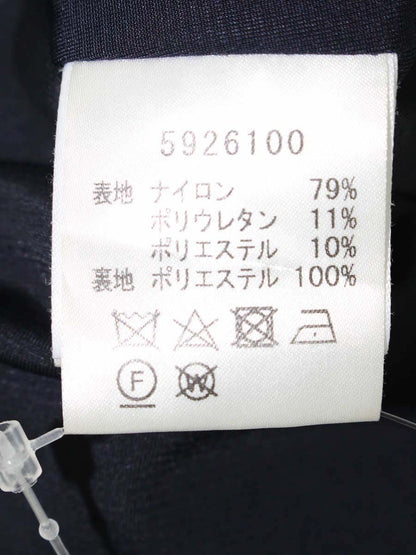 5926100
表地 ナイロン 79%
ポリウレタン 11%
ポリエステル 10%
裏地 ポリエステル 100%
F W